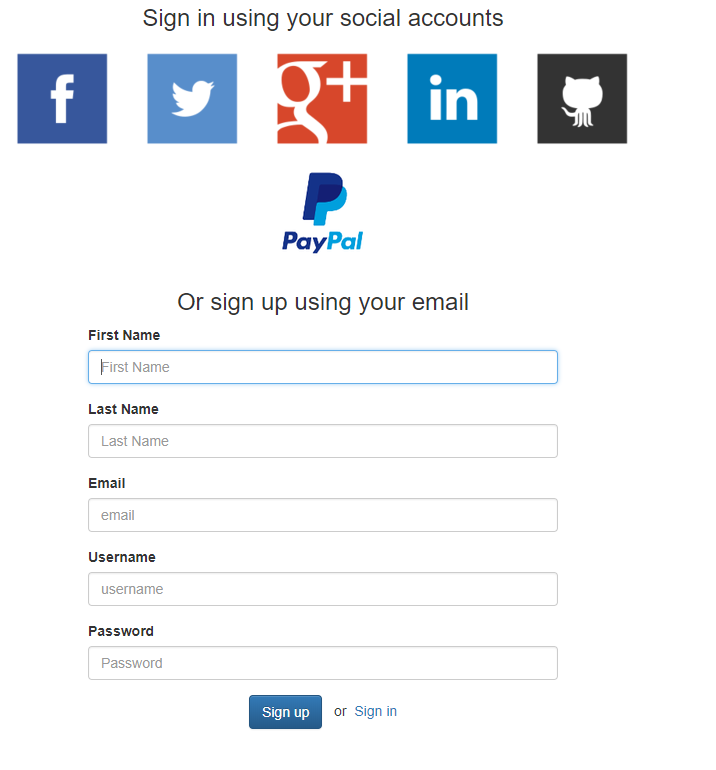 Sign in using your social accounts
f g+ in
PayPal
Or sign up using your email
First Name
First Name
Last Name
Last Name
Email
email
Username
username
Password
Password
Sign up or Sign in